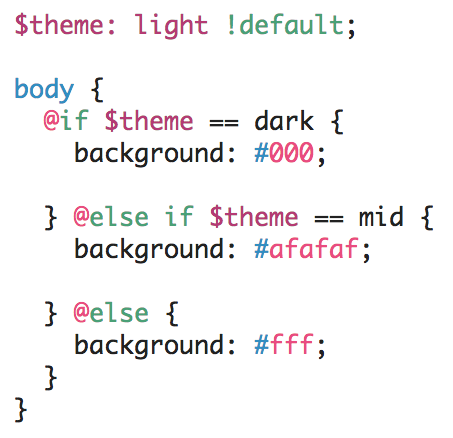 $theme: light !default;
body {
@if $theme == dark {
background: #000;
} @else if $theme == mid {
background: #afafaf;
} @else {
background: #fff;
}
}